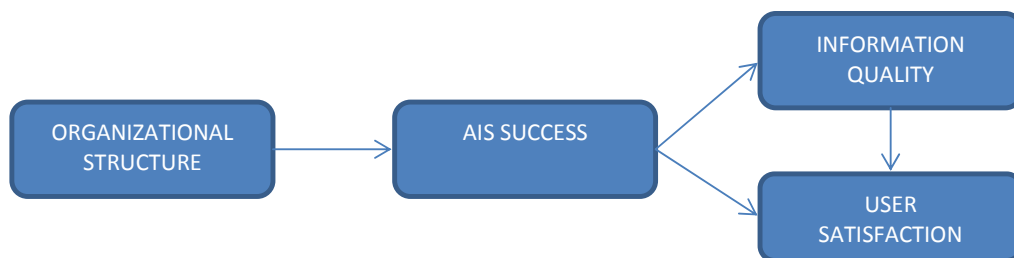 INFORMATION
QUALITY
ORGANIZATIONAL
STRUCTURE
AIS SUCCESS
USER
SATISFACTION